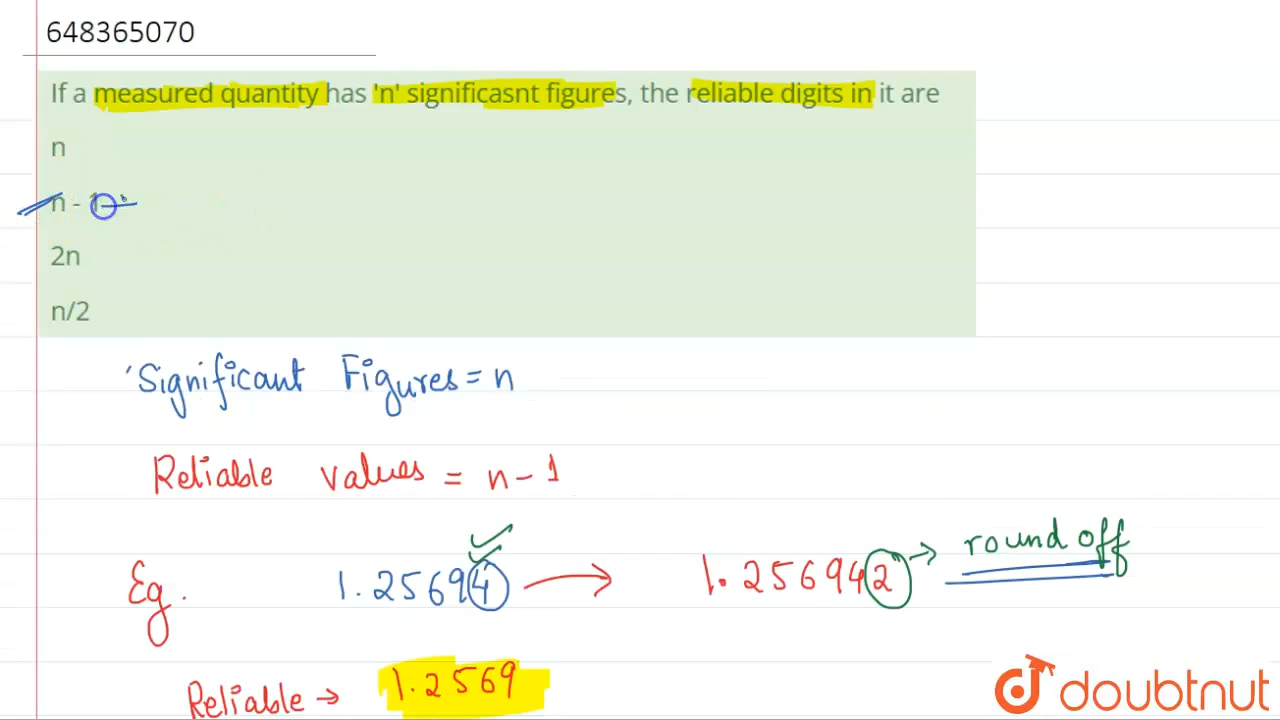 648365070
If a measured quantity has 'n' significasnt figures, the reliable digits in it are
n
n - 1
2n
n/2
Significant Figures = n
Reliable values = n - 1
Eg. 1.25694 → 1.256942 → round off
Reliable → 1.2569
doubtnut